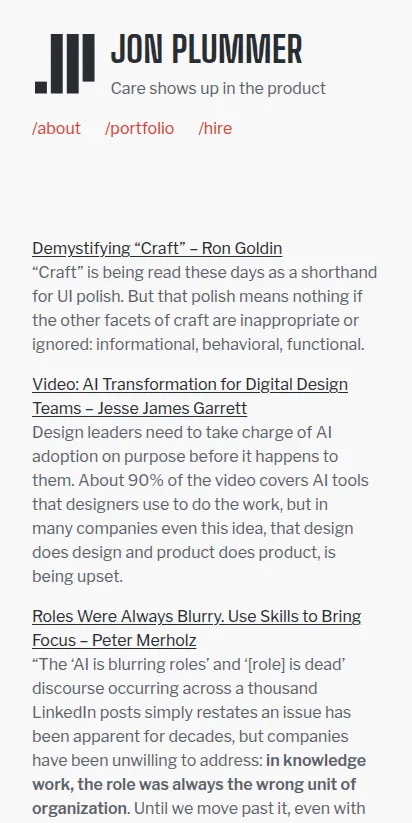 JON PLUMMER
Care shows up in the product
/about /portfolio /hire
Demystifying “Craft” – Ron Goldin
“Craft” is being read these days as a shorthand
for UI polish. But that polish means nothing if
the other facets of craft are inappropriate or
ignored: informational, behavioral, functional.
Video: AI Transformation for Digital Design
Teams – Jesse James Garrett
Design leaders need to take charge of AI
adoption on purpose before it happens to
them. About 90% of the video covers AI tools
that designers use to do the work, but in
many companies even this idea, that design
does design and product does product, is
being upset.
Roles Were Always Blurry. Use Skills to Bring
Focus – Peter Merholz
“The ‘AI is blurring roles’ and ‘[role] is dead’
discourse occurring across a thousand
LinkedIn posts simply restates an issue has
been apparent for decades, but companies
have been unwilling to address: in knowledge
work, the role was always the wrong unit of
organization. Until we move past it, even with